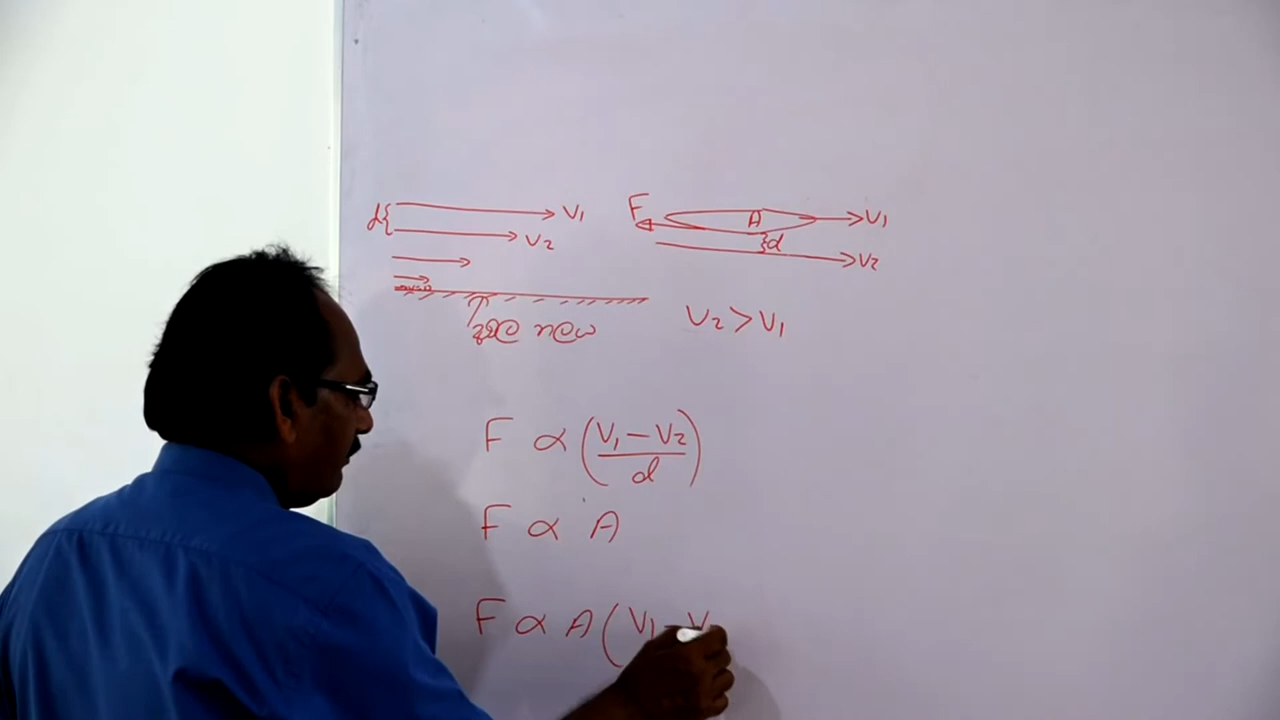 d{ V₁ F A V₁
V₂ {d V₂
V₂ > V₁
F ∝ (V₁ - V₂ / d)
F ∝ A
F ∝ A (V₁ - V